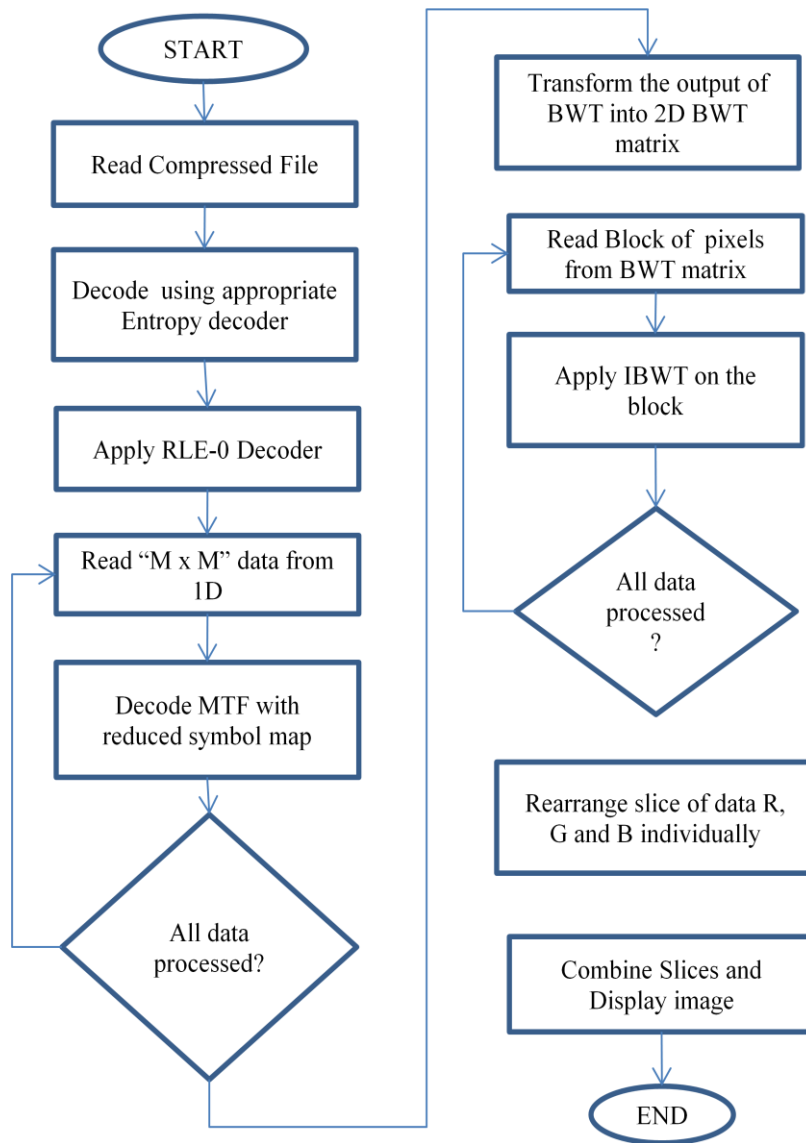 START
Read Compressed File
Decode using appropriate
Entropy decoder
Apply RLE-0 Decoder
Read “M x M” data from
1D
Decode MTF with
reduced symbol map
All data
processed?
Transform the output of
BWT into 2D BWT
matrix
Read Block of pixels
from BWT matrix
Apply IBWT on the
block
All data
processed
?
Rearrange slice of data R,
G and B individually
Combine Slices and
Display image
END